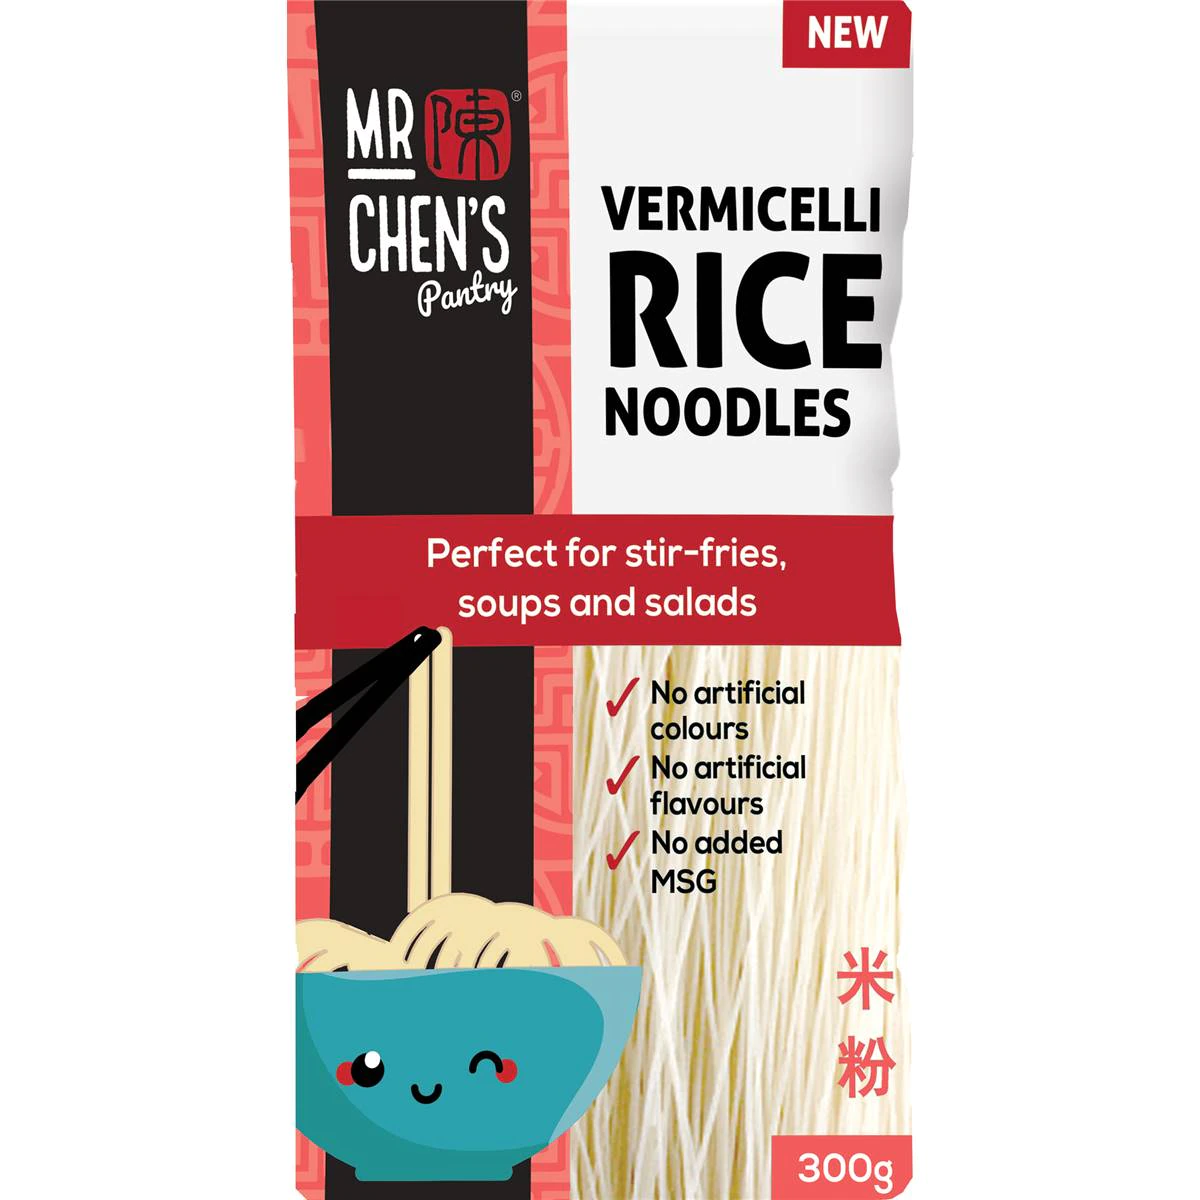 NEW
MR 陳®
CHEN'S
Pantry
VERMICELLI
RICE
NOODLES
Perfect for stir-fries,
soups and salads
✓ No artificial
colours
✓ No artificial
flavours
✓ No added
MSG
米
粉
300g